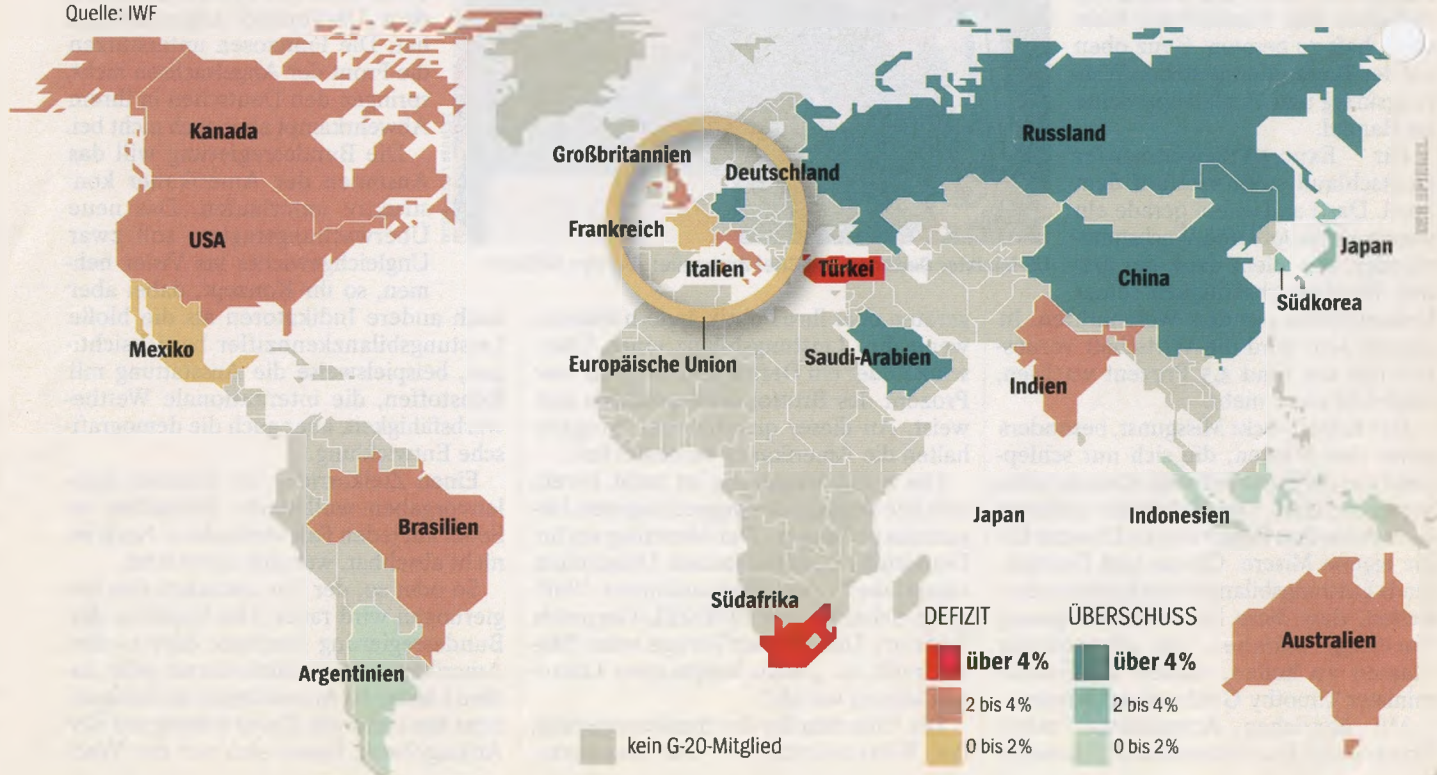 Quelle: IWF
Kanada
USA
Mexiko
Brasilien
Argentinien
Großbritannien
Deutschland
Frankreich
Italien
Türkei
Europäische Union
Russland
China
Japan
Südkorea
Saudi-Arabien
Indien
Südafrika
Japan
Indonesien
Australien
DEFIZIT
über 4%
2 bis 4%
0 bis 2%
ÜBERSCHUSS
über 4%
2 bis 4%
0 bis 2%
kein G-20-Mitglied
DER SPIEGEL